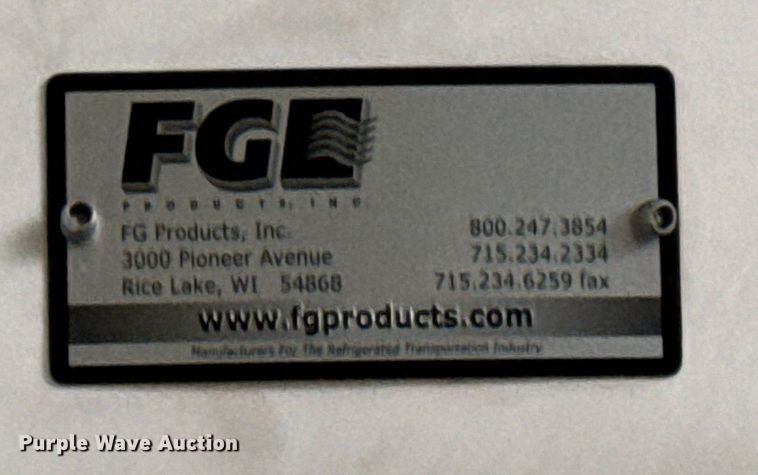 FG
PRODUCTS, INC.
FG Products, Inc.
800.247.3854
3000 Pioneer Avenue
715.234.2334
Rice Lake, WI 54868
715.234.6259 fax
www.fgproducts.com
Manufacturers For The Refrigerated Transportation Industry
Purple Wave Auction